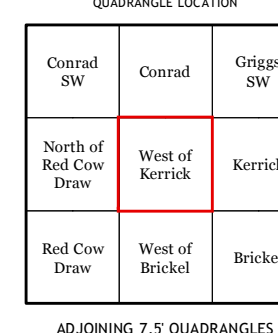 QUADRANGLE LOCATION
Conrad
SW
Conrad
Griggs
SW
North of
Red Cow
Draw
West of
Kerrick
Kerrick
Red Cow
Draw
West of
Brickel
Brickel
ADJOINING 7.5' QUADRANGLES